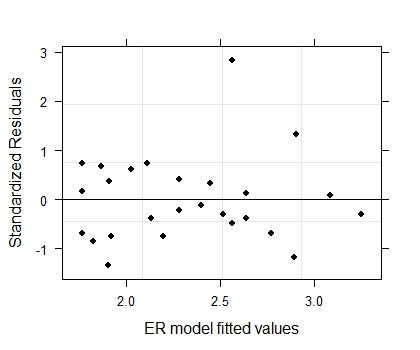 Standardized Residuals
3
2
1
0
-1
2.0 2.5 3.0
ER model fitted values